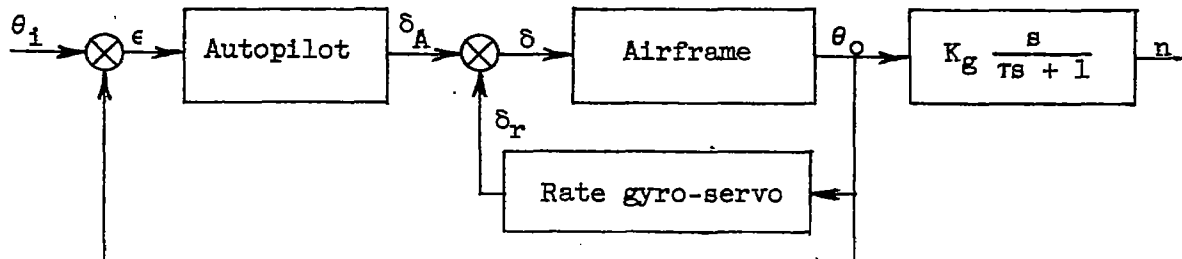 θi ϵ Autopilot δA δ Airframe θo Kg s/(τs + 1) n
δr
Rate gyro-servo